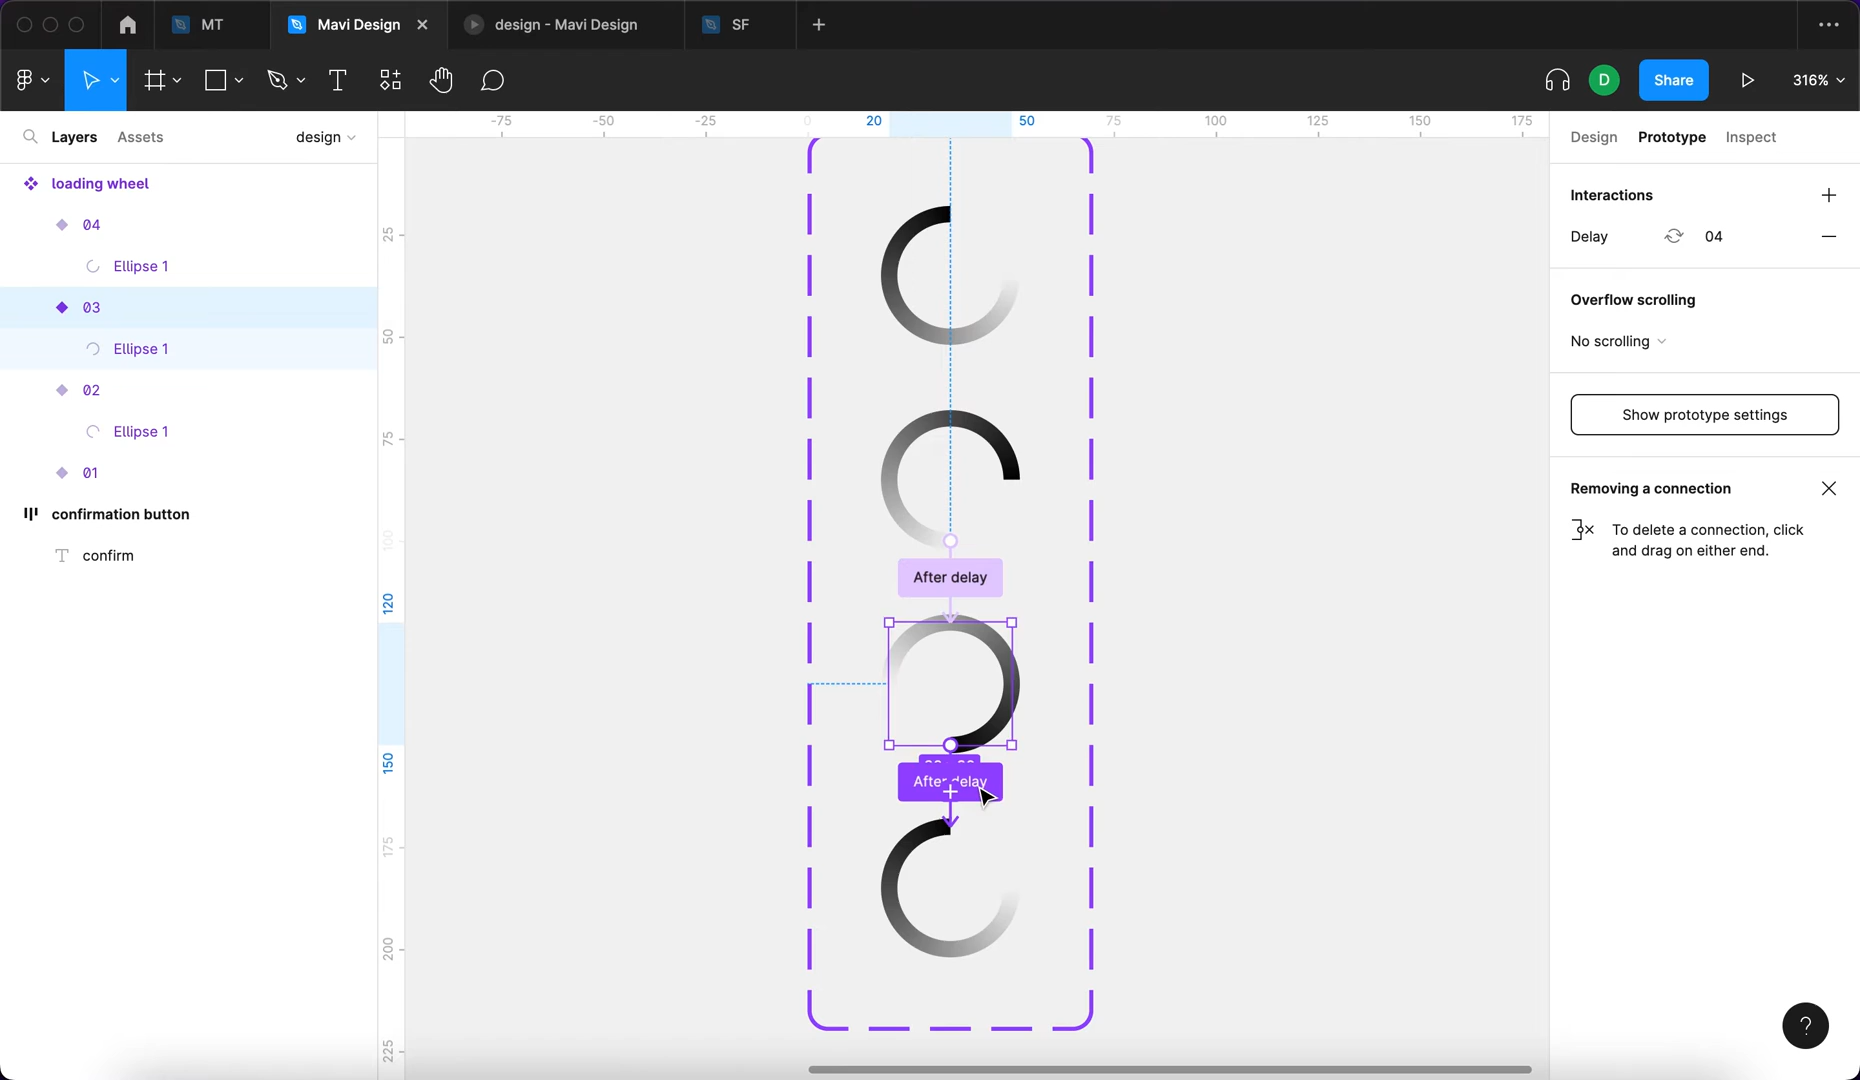 MT
Mavi Design
design - Mavi Design
SF
D
Share
316%
Layers
Assets
design
-75
-50
-25
0
20
50
75
100
125
150
175
Design
Prototype
Inspect
loading wheel
04
Ellipse 1
03
Ellipse 1
02
Ellipse 1
01
confirmation button
confirm
25
50
75
100
120
150
175
200
225
After delay
After delay
Interactions
Delay
04
Overflow scrolling
No scrolling
Show prototype settings
Removing a connection
To delete a connection, click
and drag on either end.
?